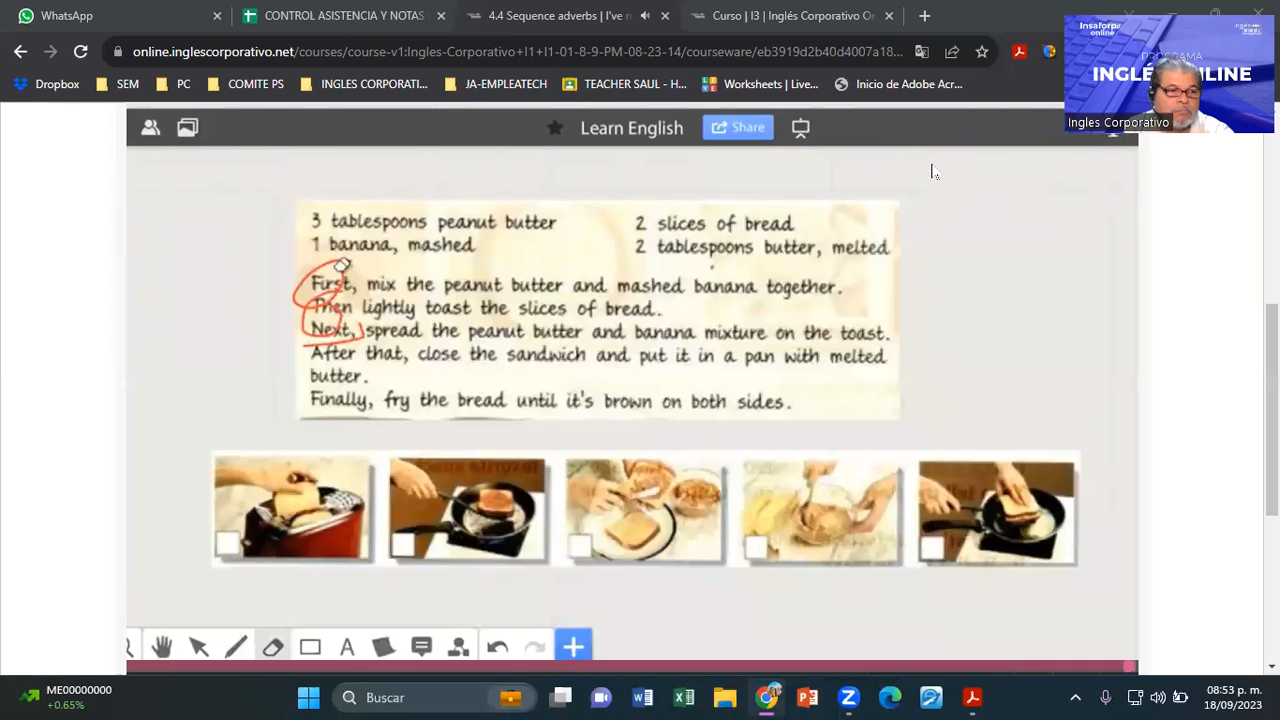 WhatsApp
CONTROL ASISTENCIA Y NOTAS
4.4 Sequence adverbs | I've n
Curso | I3 | Inglés Corporativo On
online.inglescorporativo.net/courses/course-v1:Ingles-Corporativo+I1+I1-01-8-9-PM-08-23-14/courseware/eb3919f2b40d4007a18...
Dropbox
SEM
PC
COMITE PS
INGLES CORPORATI...
JA-EMPLEATECH
TEACHER SAUL - H...
Worksheets | Live...
Inicio de Adobe Acr...
Insaforp
online
PROGRAMA
INGLÉS ONLINE
Ingles Corporativo
Learn English
Share
3 tablespoons peanut butter
2 slices of bread
1 banana, mashed
2 tablespoons butter, melted
First, mix the peanut butter and mashed banana together.
Then lightly toast the slices of bread.
Next, spread the peanut butter and banana mixture on the toast.
After that, close the sandwich and put it in a pan with melted
butter.
Finally, fry the bread until it's brown on both sides.
ME00000000
+0.65%
Buscar
08:53 p. m.
18/09/2023